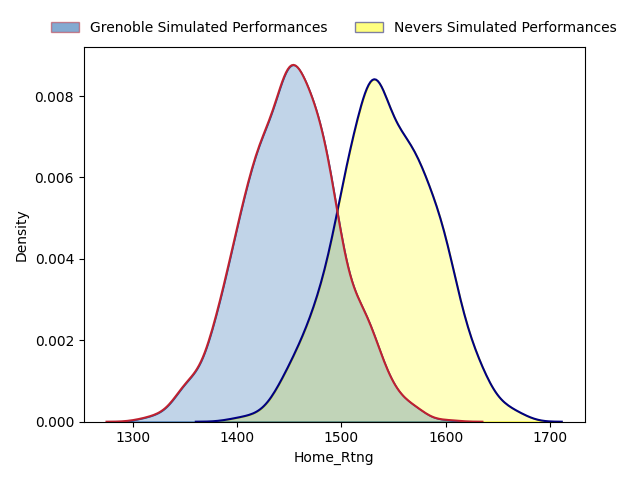 Grenoble Simulated Performances Nevers Simulated Performances
0.008
0.006
0.004
0.002
0.000
Density
1300 1400 1500 1600 1700
Home_Rtng